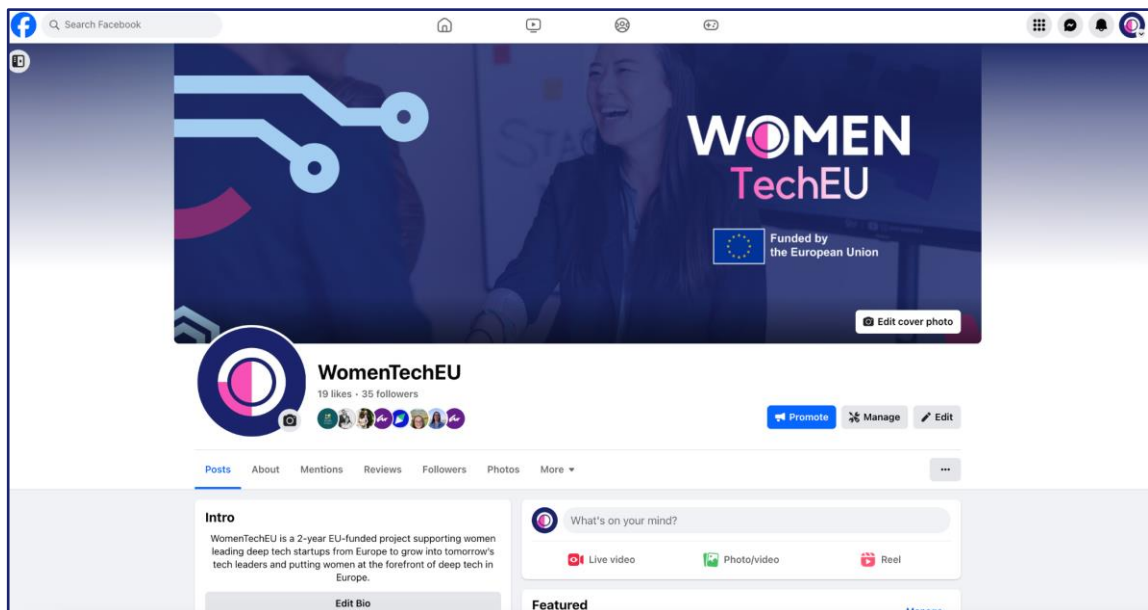 Search Facebook
STA
WOMEN
TechEU
Funded by
the European Union
Edit cover photo
WomenTechEU
19 likes · 35 followers
Promote
Manage
Edit
Posts
About
Mentions
Reviews
Followers
Photos
More
Intro
WomenTechEU is a 2-year EU-funded project supporting women
leading deep tech startups from Europe to grow into tomorrow's
tech leaders and putting women at the forefront of deep tech in
Europe.
Edit Bio
What's on your mind?
Live video
Photo/video
Reel
Featured
Manage